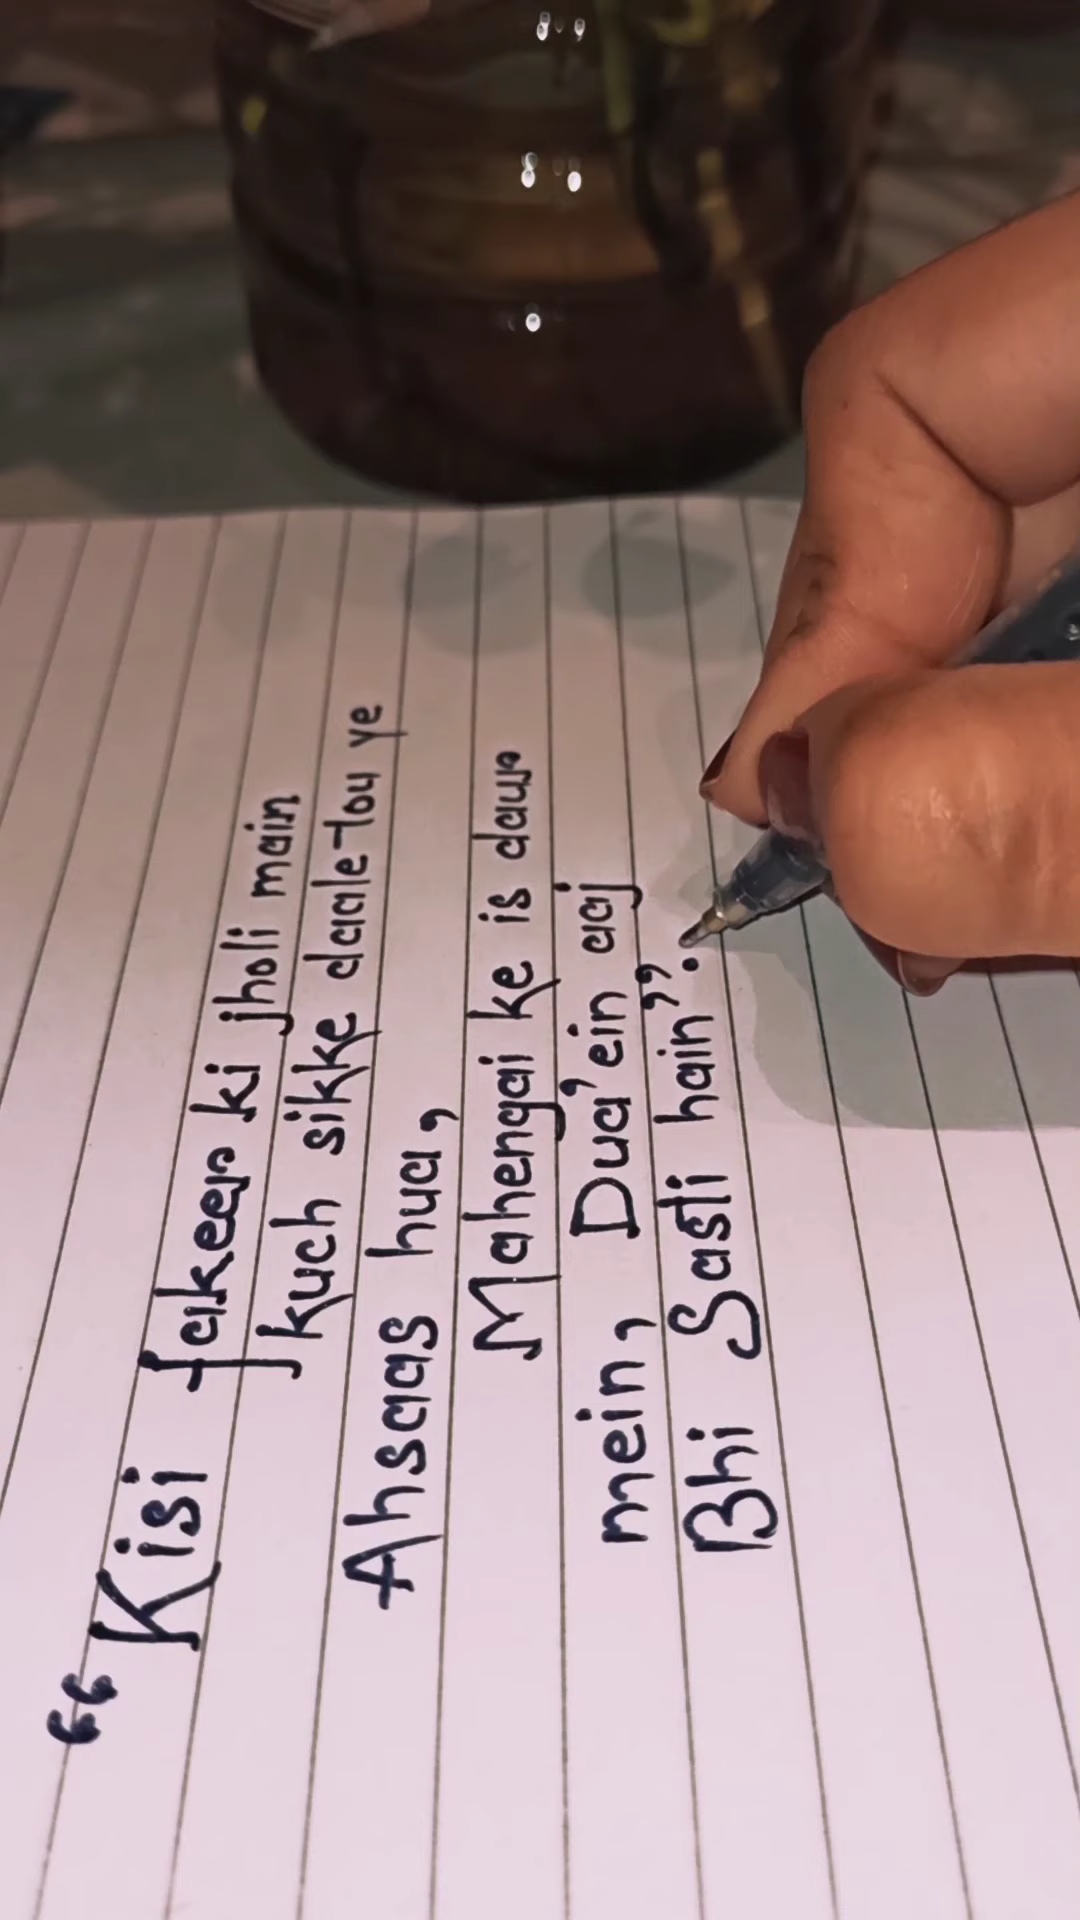 “Kisi fakeer ki jholi main
kuch sikke daale tou ye
Ahsaas hua,
Mahengai ke is daur
mein, Dua'ein aaj
Bhi Sasti hain”.